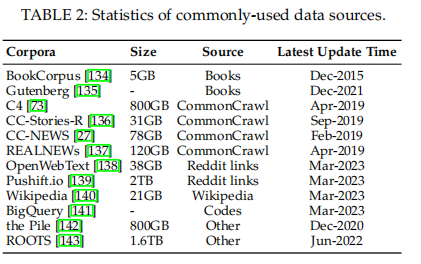 TABLE 2: Statistics of commonly-used data sources.
Corpora Size Source Latest Update Time
BookCorpus [134] 5GB Books Dec-2015
Gutenberg [135] - Books Dec-2021
C4 [73] 800GB CommonCrawl Apr-2019
CC-Stories-R [136] 31GB CommonCrawl Sep-2019
CC-NEWS [27] 78GB CommonCrawl Feb-2019
REALNEWs [137] 120GB CommonCrawl Apr-2019
OpenWebText [138] 38GB Reddit links Mar-2023
Pushift.io [139] 2TB Reddit links Mar-2023
Wikipedia [140] 21GB Wikipedia Mar-2023
BigQuery [141] - Codes Mar-2023
the Pile [142] 800GB Other Dec-2020
ROOTS [143] 1.6TB Other Jun-2022